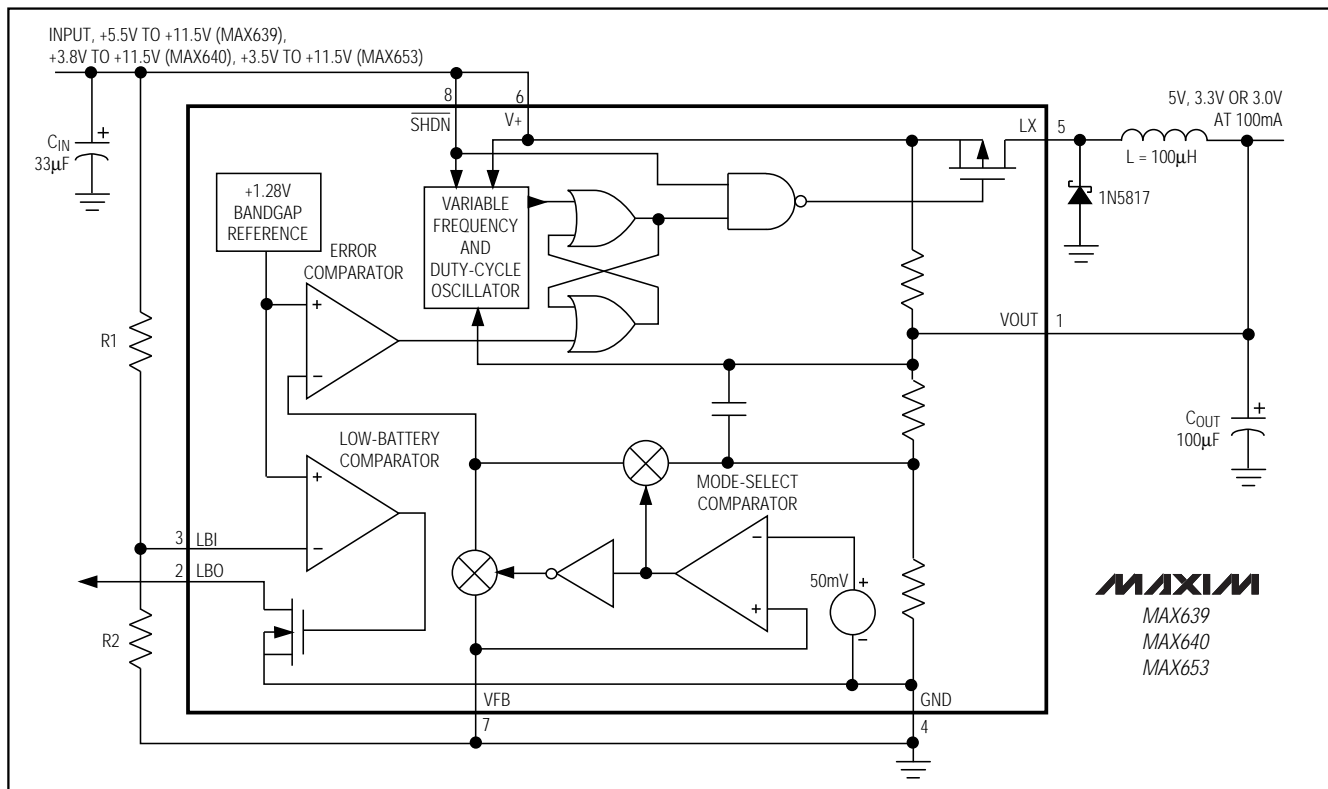 INPUT, +5.5V TO +11.5V (MAX639),
+3.8V TO +11.5V (MAX640), +3.5V TO +11.5V (MAX653)
8
6
SHDN
V+
LX
5
5V, 3.3V OR 3.0V
AT 100mA
L = 100µH
CIN
33µF
+
1N5817
+1.28V
BANDGAP
REFERENCE
VARIABLE
FREQUENCY
AND
DUTY-CYCLE
OSCILLATOR
ERROR
COMPARATOR
+
−
R1
VOUT
1
COUT
100µF
+
LOW-BATTERY
COMPARATOR
+
−
MODE-SELECT
COMPARATOR
−
+
3
LBI
2
LBO
50mV
+
−
R2
MAXIM
MAX639
MAX640
MAX653
VFB
7
GND
4